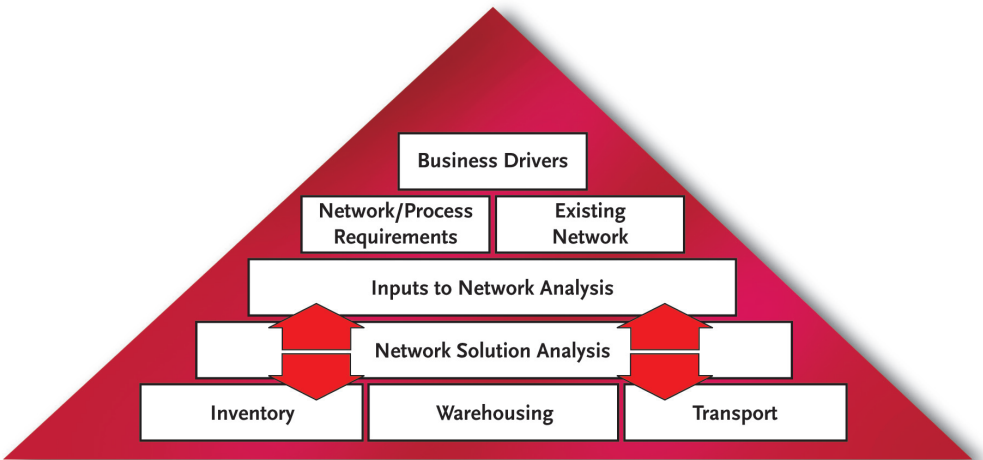 Business Drivers
Network/Process
Requirements
Existing
Network
Inputs to Network Analysis
Network Solution Analysis
Inventory
Warehousing
Transport